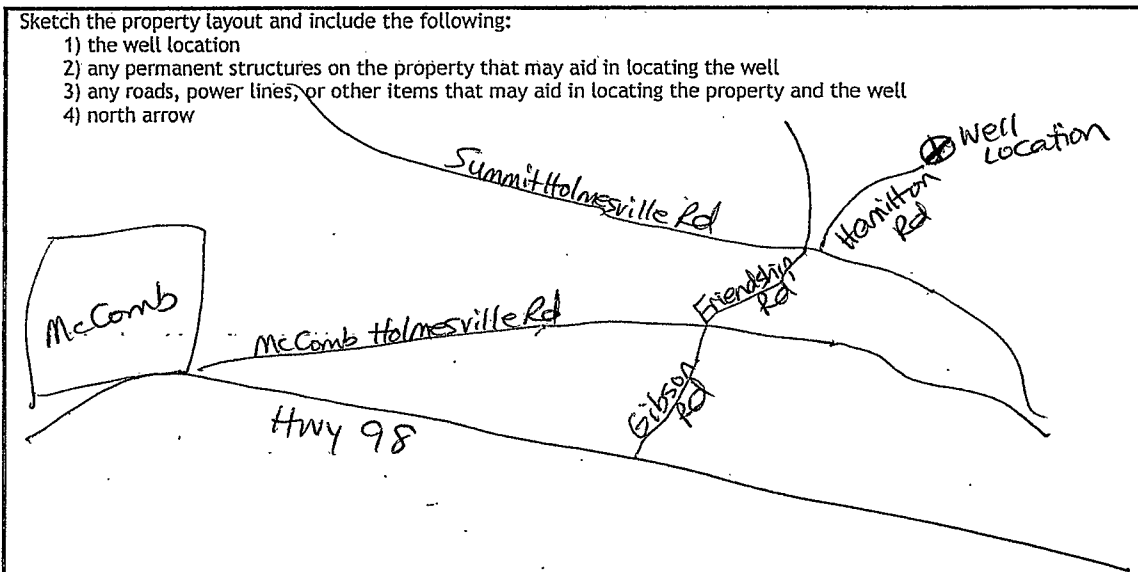 Sketch the property layout and include the following:
1) the well location
2) any permanent structures on the property that may aid in locating the well
3) any roads, power lines, or other items that may aid in locating the property and the well
4) north arrow
Well
Location
Summit Holmesville Rd
Hamilton
Rd
Friendship
Rd
McComb
McComb Holmesville Rd
Gibson
Rd
Hwy 98